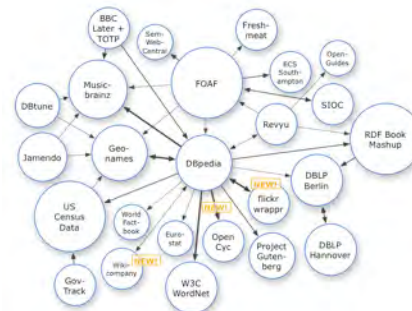 BBC
Later +
TOTP
Sem-
Web-
Central
Fresh-
meat
Open-
Guides
Music-
brainz
FOAF
ECS
South-
ampton
SIOC
DBtune
Revyu
RDF Book
Mashup
Jamendo
Geo-
names
DBpedia
DBLP
Berlin
US
Census
Data
World
Fact-
book
NEW!
NEW!
flickr
wrappr
Euro-
stat
Open
Cyc
Gov-
Track
Wiki-
company
NEW!
W3C
WordNet
Project
Guten-
berg
DBLP
Hannover